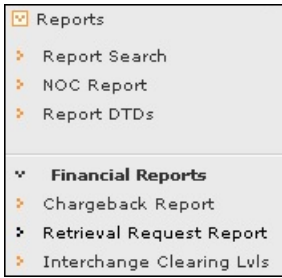 Reports
Report Search
NOC Report
Report DTDs
Financial Reports
Chargeback Report
Retrieval Request Report
Interchange Clearing Lvls